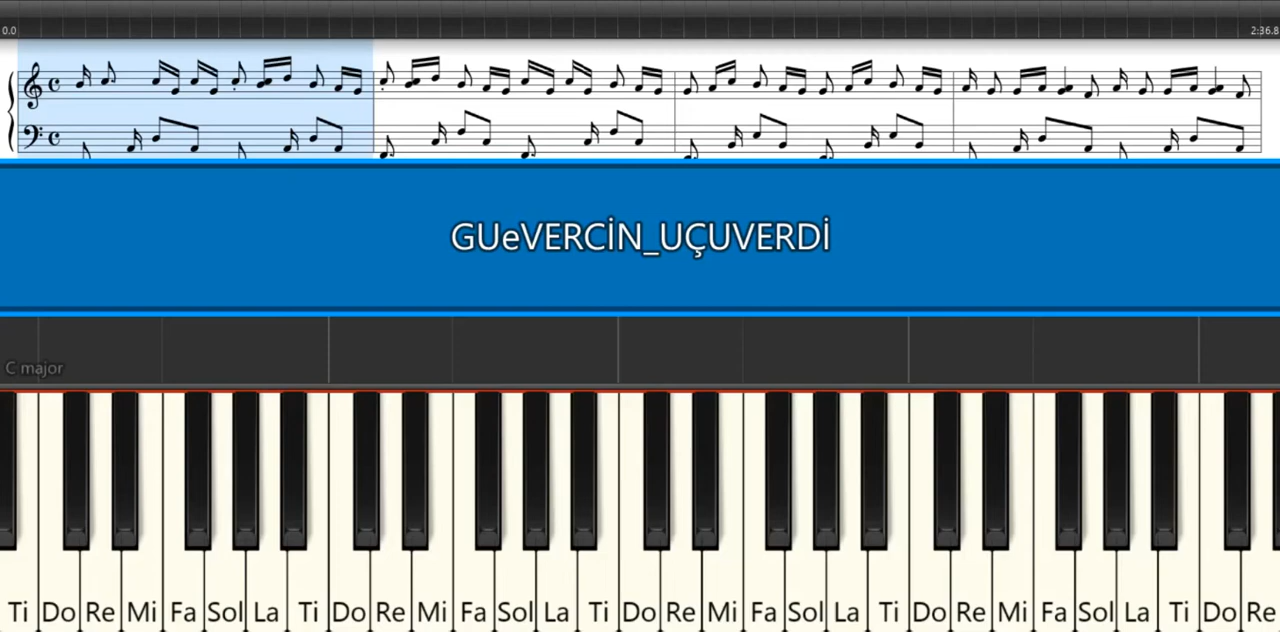 0.0 2:36.8
GUeVERCİN_UÇUVERDİ
C major
Ti Do Re Mi Fa Sol La Ti Do Re Mi Fa Sol La Ti Do Re Mi Fa Sol La Ti Do Re Mi Fa Sol La Ti Do Re